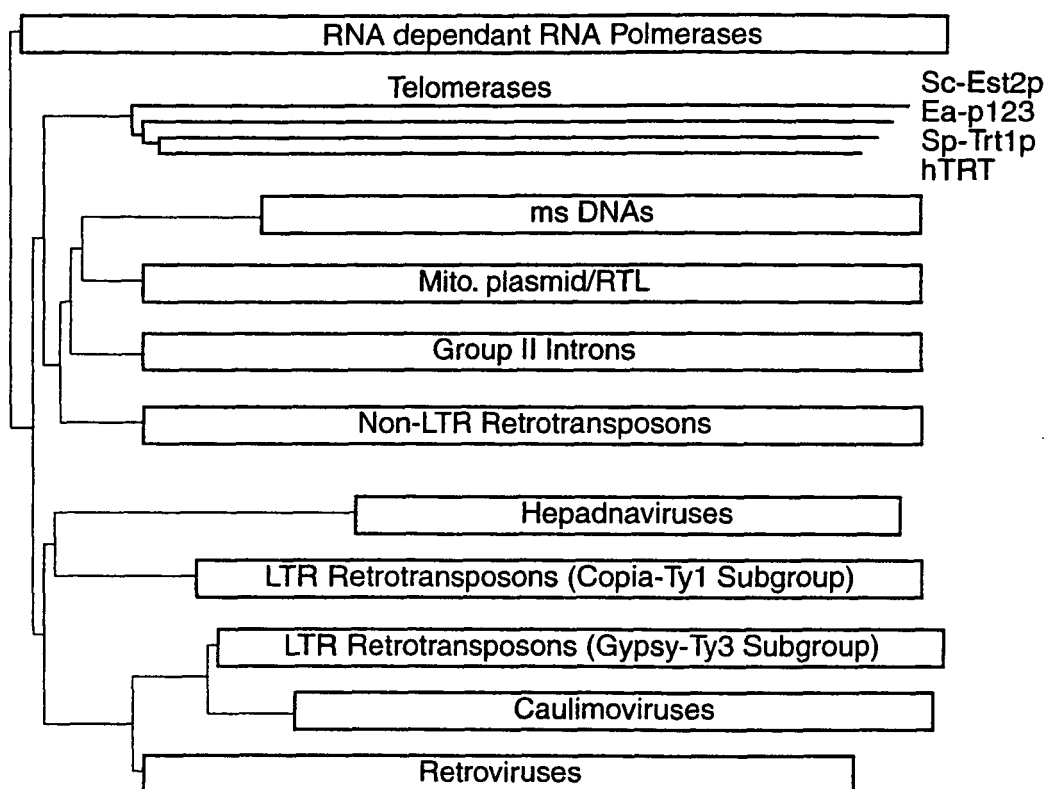 RNA dependant RNA Polmerases
Telomerases
Sc-Est2p
Ea-p123
Sp-Trt1p
hTRT
ms DNAs
Mito. plasmid/RTL
Group II Introns
Non-LTR Retrotransposons
Hepadnaviruses
LTR Retrotransposons (Copia-Ty1 Subgroup)
LTR Retrotransposons (Gypsy-Ty3 Subgroup)
Caulimoviruses
Retroviruses